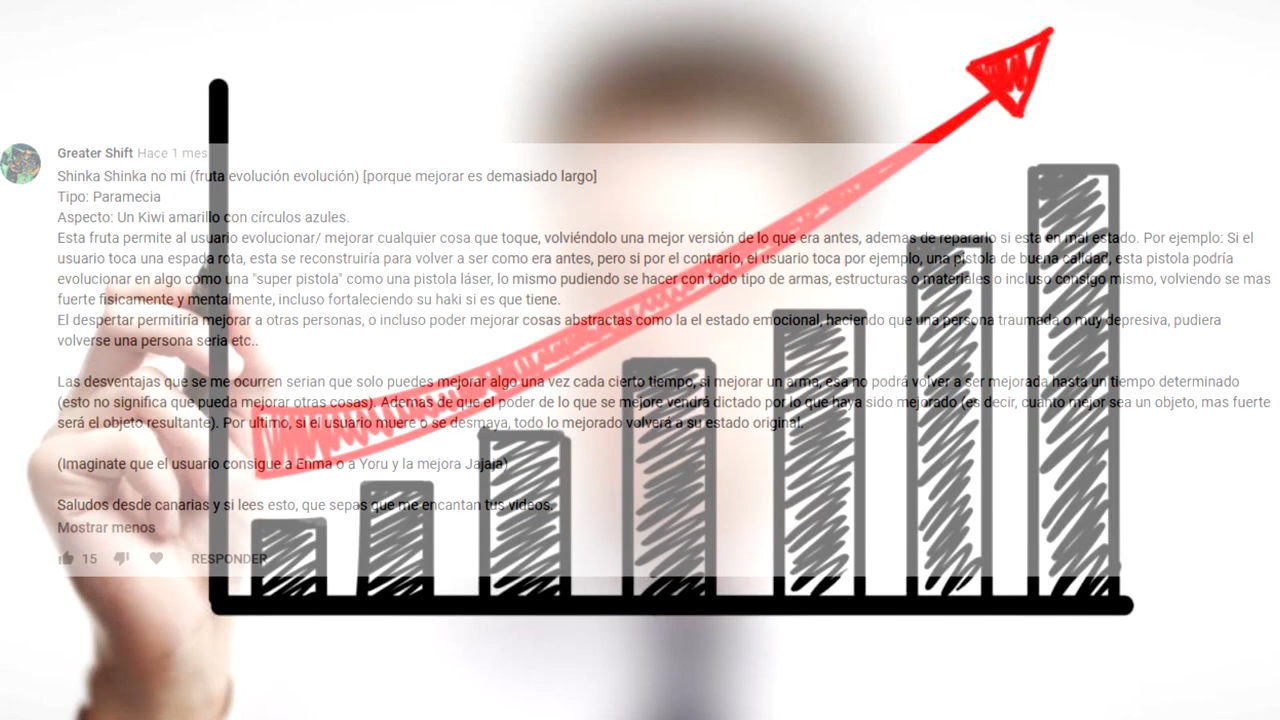 Greater Shift Hace 1 mes
Shinka Shinka no mi (fruta evolución evolución) [porque mejorar es demasiado largo]
Tipo: Paramecia
Aspecto: Un Kiwi amarillo con círculos azules.
Esta fruta permite al usuario evolucionar/ mejorar cualquier cosa que toque, volviéndolo una mejor versión de lo que era antes, ademas de repararlo si esta en mal estado. Por ejemplo: Si el
usuario toca una espada rota, esta se reconstruiría para volver a ser como era antes, pero si por el contrario, el usuario toca por ejemplo, una pistola de buena calidad, esta pistola podría
evolucionar en algo como una "super pistola" como una pistola láser, lo mismo pudiendo se hacer con todo tipo de armas, estructuras o materiales o incluso consigo mismo, volviendo se mas
fuerte fisicamente y mentalmente, incluso fortaleciendo su haki si es que tiene.
El despertar permitiría mejorar a otras personas, o incluso poder mejorar cosas abstractas como la el estado emocional, haciendo que una persona traumada o muy depresiva, pudiera
volverse una persona seria etc..
Las desventajas que se me ocurren serian que solo puedes mejorar algo una vez cada cierto tiempo, si mejorar un arma, esa no podrá volver a ser mejorada hasta un tiempo determinado
(esto no significa que pueda mejorar otras cosas). Ademas de que el poder de lo que se mejore vendrá dictado por lo que haya sido mejorado (es decir, cuanto mejor sea un objeto, mas fuerte
será el objeto resultante). Por ultimo, si el usuario muere o se desmaya, todo lo mejorado volverá a su estado original.
(Imaginate que el usuario consigue a Enma o a Yoru y la mejora Jajaja)
Saludos desde canarias y si lees esto, que sepas que me encantan tus videos.
Mostrar menos
15 RESPONDER